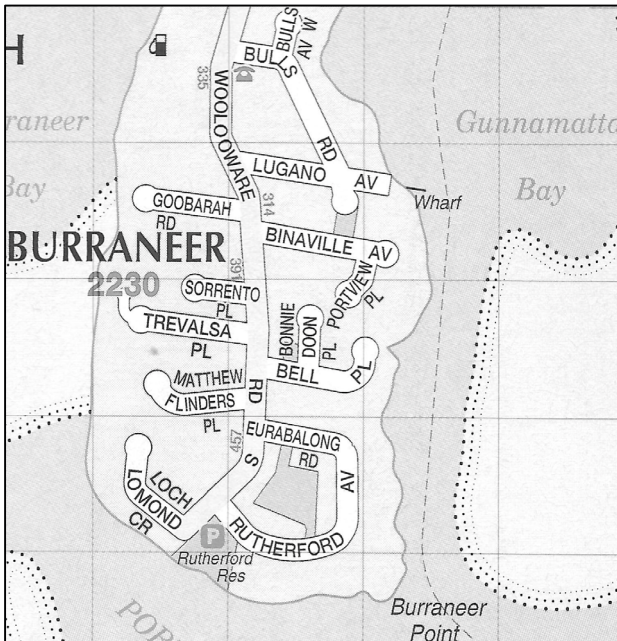 H
BULLS
AV W
BULLS
RD
335
WOOLOOWARE
RD
S
raneer
Bay
Gunnamatta
Bay
LUGANO AV
Wharf
GOOBARAH
RD
314
BINAVILLE AV
BURRANEER
2230
391
SORRENTO
PL
PORTVIEW
PL
TREVALSA
PL
BONNIE
DOON
PL
BELL PL
MATTHEW
FLINDERS
PL
457
EURABALONG
RD
AV
LOCH
LOMOND
CR
RUTHERFORD
P
Rutherford
Res
POR
Burraneer
Point